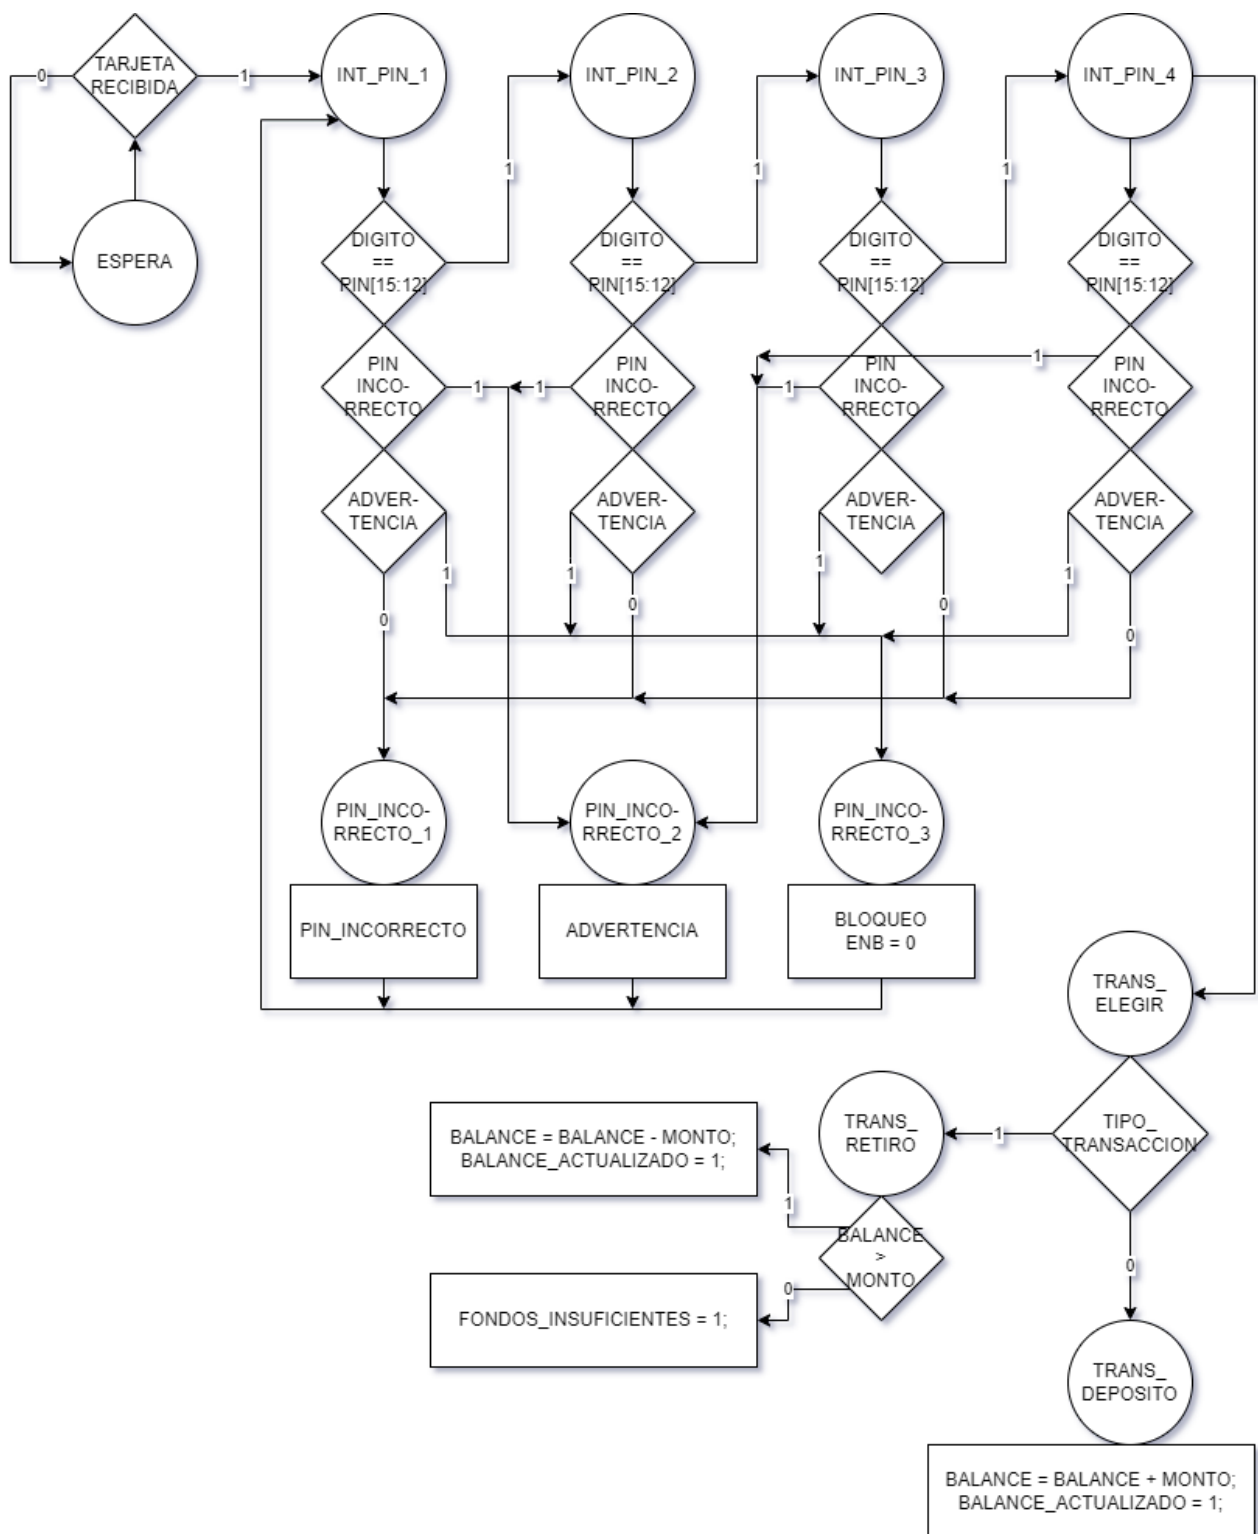 TARJETA
RECIBIDA
0
1
INT_PIN_1
INT_PIN_2
INT_PIN_3
INT_PIN_4
1
1
1
ESPERA
DIGITO
==
PIN[15:12]
DIGITO
==
PIN[15:12]
DIGITO
==
PIN[15:12]
DIGITO
==
PIN[15:12]
PIN
INCO-
RRECTO
1
1
PIN
INCO-
RRECTO
1
PIN
INCO-
RRECTO
1
PIN
INCO-
RRECTO
ADVER-
TENCIA
ADVER-
TENCIA
ADVER-
TENCIA
ADVER-
TENCIA
1
1
1
1
0
0
0
0
PIN_INCO-
RRECTO_1
PIN_INCO-
RRECTO_2
PIN_INCO-
RRECTO_3
PIN_INCORRECTO
ADVERTENCIA
BLOQUEO
ENB = 0
TRANS_
ELEGIR
TIPO_
TRANSACCION
1
TRANS_
RETIRO
BALANCE = BALANCE - MONTO;
BALANCE_ACTUALIZADO = 1;
1
BALANCE
>
MONTO
0
0
FONDOS_INSUFICIENTES = 1;
TRANS_
DEPOSITO
BALANCE = BALANCE + MONTO;
BALANCE_ACTUALIZADO = 1;